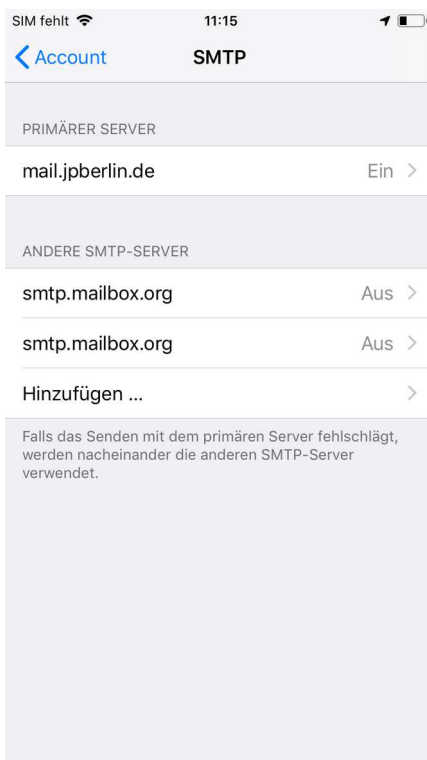 SIM fehlt 11:15
Account SMTP
PRIMÄRER SERVER
mail.jpberlin.de Ein
ANDERE SMTP-SERVER
smtp.mailbox.org Aus
smtp.mailbox.org Aus
Hinzufügen ...
Falls das Senden mit dem primären Server fehlschlägt,
werden nacheinander die anderen SMTP-Server
verwendet.